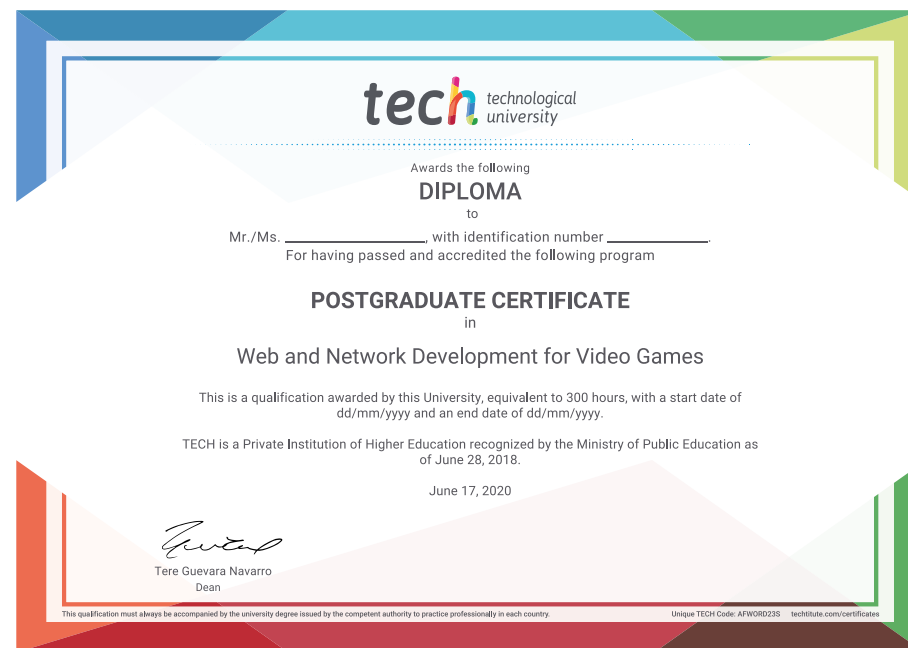 tech technological
university
Awards the following
DIPLOMA
to
Mr./Ms. ____________________, with identification number ______________.
For having passed and accredited the following program
POSTGRADUATE CERTIFICATE
in
Web and Network Development for Video Games
This is a qualification awarded by this University, equivalent to 300 hours, with a start date of
dd/mm/yyyy and an end date of dd/mm/yyyy.
TECH is a Private Institution of Higher Education recognized by the Ministry of Public Education as
of June 28, 2018.
June 17, 2020
Tere Guevara Navarro
Dean
This qualification must always be accompanied by the university degree issued by the competent authority to practice professionally in each country. Unique TECH Code: AFWORD23S techtitute.com/certificates